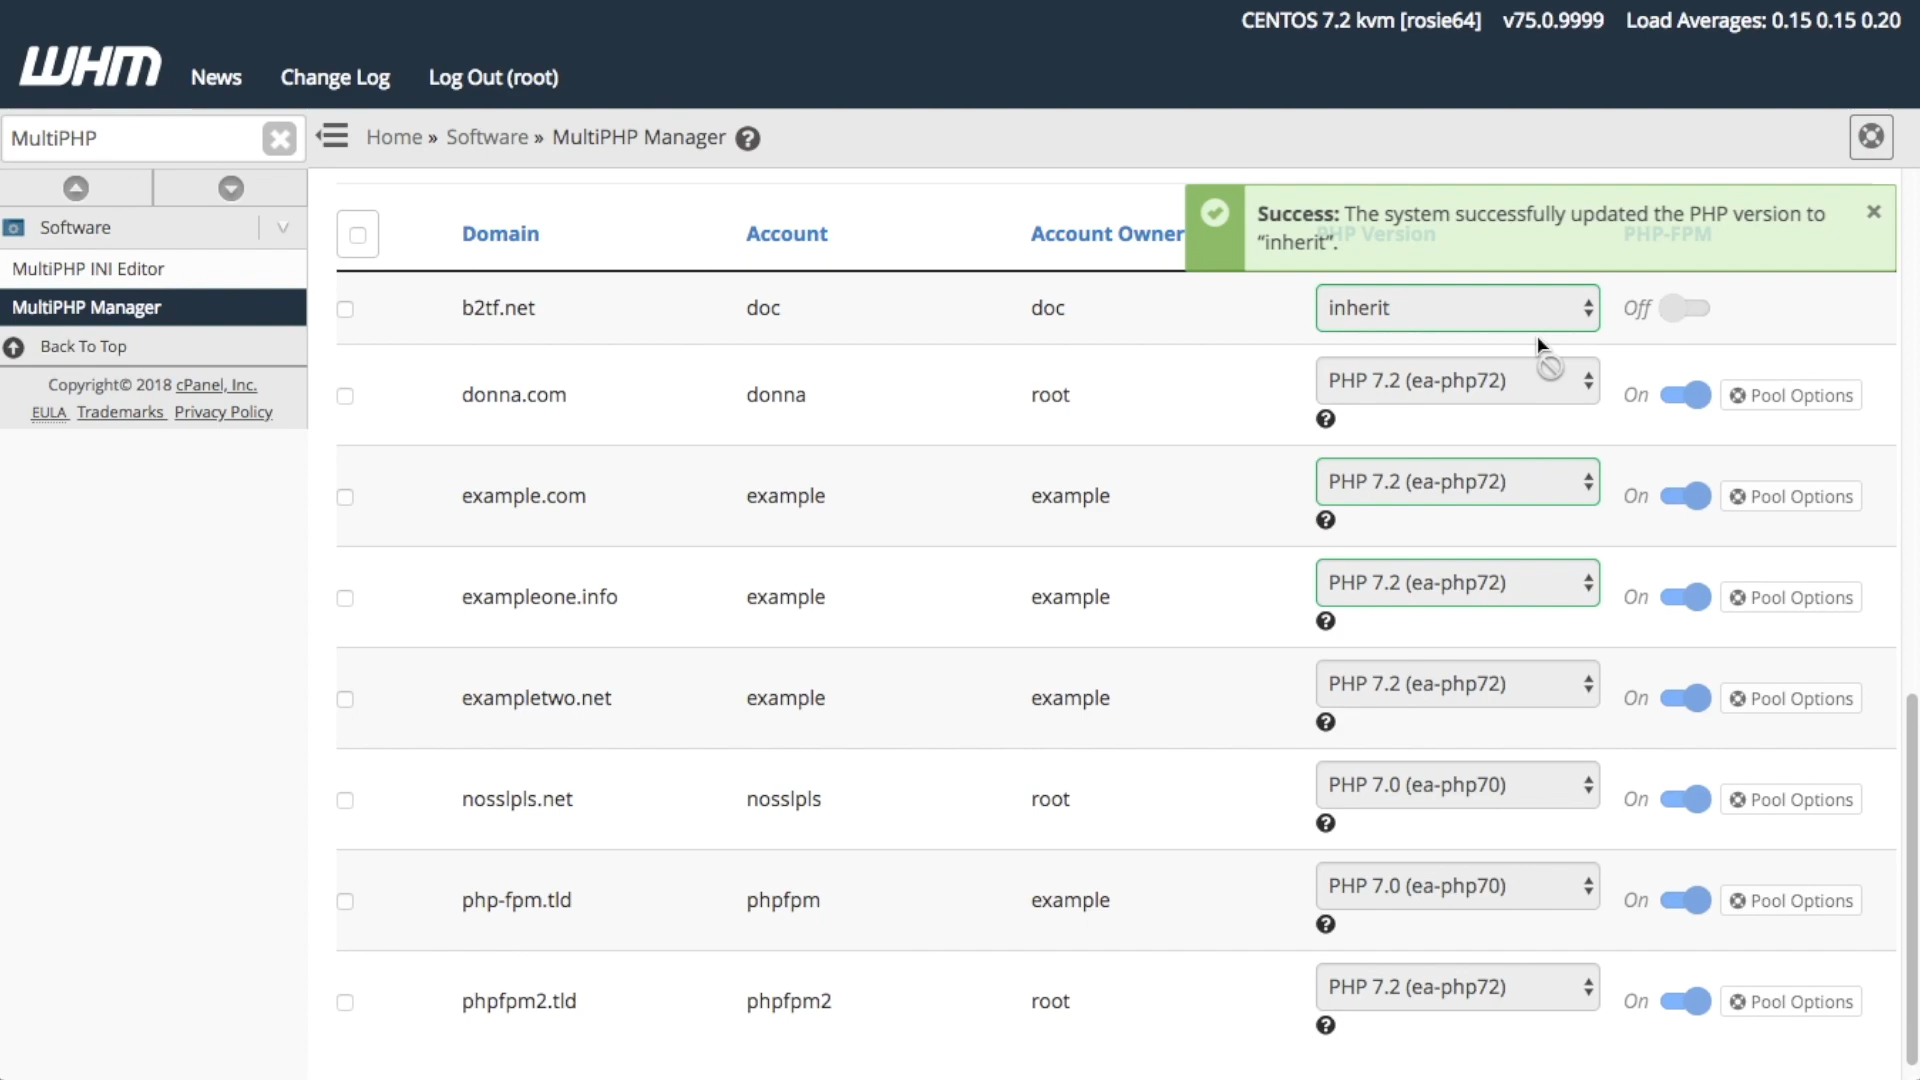 CENTOS 7.2 kvm [rosie64] v75.0.9999 Load Averages: 0.15 0.15 0.20
WHM News Change Log Log Out (root)
MultiPHP
Home » Software » MultiPHP Manager
Software
MultiPHP INI Editor
MultiPHP Manager
Back To Top
Copyright© 2018 cPanel, Inc.
EULA Trademarks Privacy Policy
Success: The system successfully updated the PHP version to
“inherit”.
Domain Account Account Owner PHP Version PHP-FPM
b2tf.net doc doc inherit Off
donna.com donna root PHP 7.2 (ea-php72) On Pool Options
example.com example example PHP 7.2 (ea-php72) On Pool Options
exampleone.info example example PHP 7.2 (ea-php72) On Pool Options
exampletwo.net example example PHP 7.2 (ea-php72) On Pool Options
nosslpls.net nosslpls root PHP 7.0 (ea-php70) On Pool Options
php-fpm.tld phpfpm example PHP 7.0 (ea-php70) On Pool Options
phpfpm2.tld phpfpm2 root PHP 7.2 (ea-php72) On Pool Options